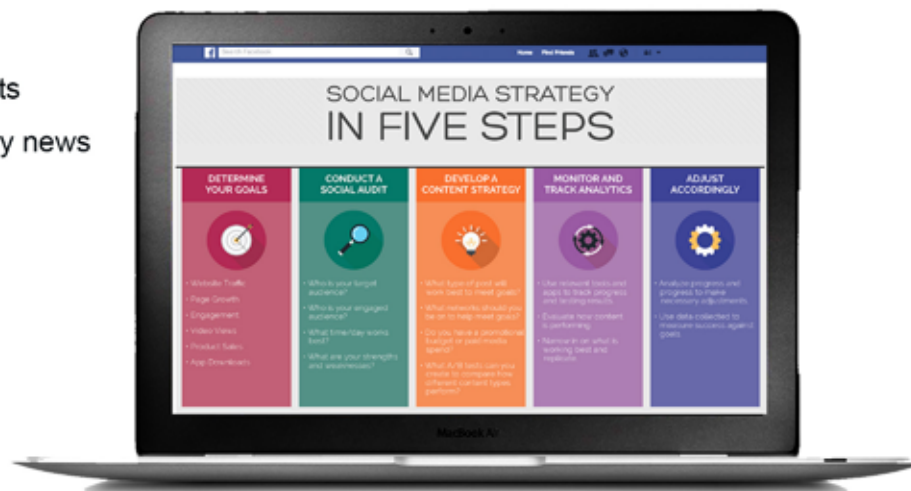 ts
y news
Search Facebook
Home Find Friends
SOCIAL MEDIA STRATEGY
IN FIVE STEPS
DETERMINE
YOUR GOALS
• Website Traffic
• Page Growth
• Engagement
• Video Views
• Product Sales
• App Downloads
CONDUCT A
SOCIAL AUDIT
• Who is your target
audience?
• Who is your engaged
audience?
• What time/day works
best?
• What are your strengths
and weaknesses?
DEVELOP A
CONTENT STRATEGY
• What type of post will
work best to meet goals?
• What networks should you
be on to help meet goals?
• Do you have a promotional
budget or paid media
spend?
• What A/B tests can you
create to compare how
different content types
perform?
MONITOR AND
TRACK ANALYTICS
• Use relevant tools and
apps to track progress
and lasting results
• Evaluate how content
is performing
• Narrow in on what is
working best and
replicate
ADJUST
ACCORDINGLY
• Analyze progress and
progress to make
necessary adjustments
• Use data collected to
measure success against
goals
MacBook Air